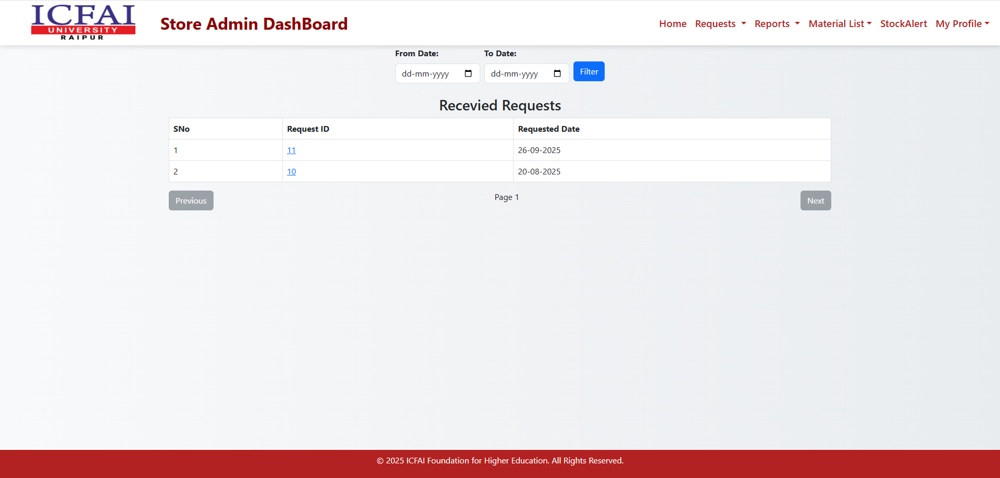 ICFAI
UNIVERSITY
RAIPUR
Store Admin DashBoard
Home Requests Reports Material List StockAlert My Profile
From Date: To Date:
dd-mm-yyyy dd-mm-yyyy Filter
Recevied Requests
SNo Request ID Requested Date
1 11 26-09-2025
2 10 20-08-2025
Previous Page 1 Next
© 2025 ICFAI Foundation for Higher Education. All Rights Reserved.